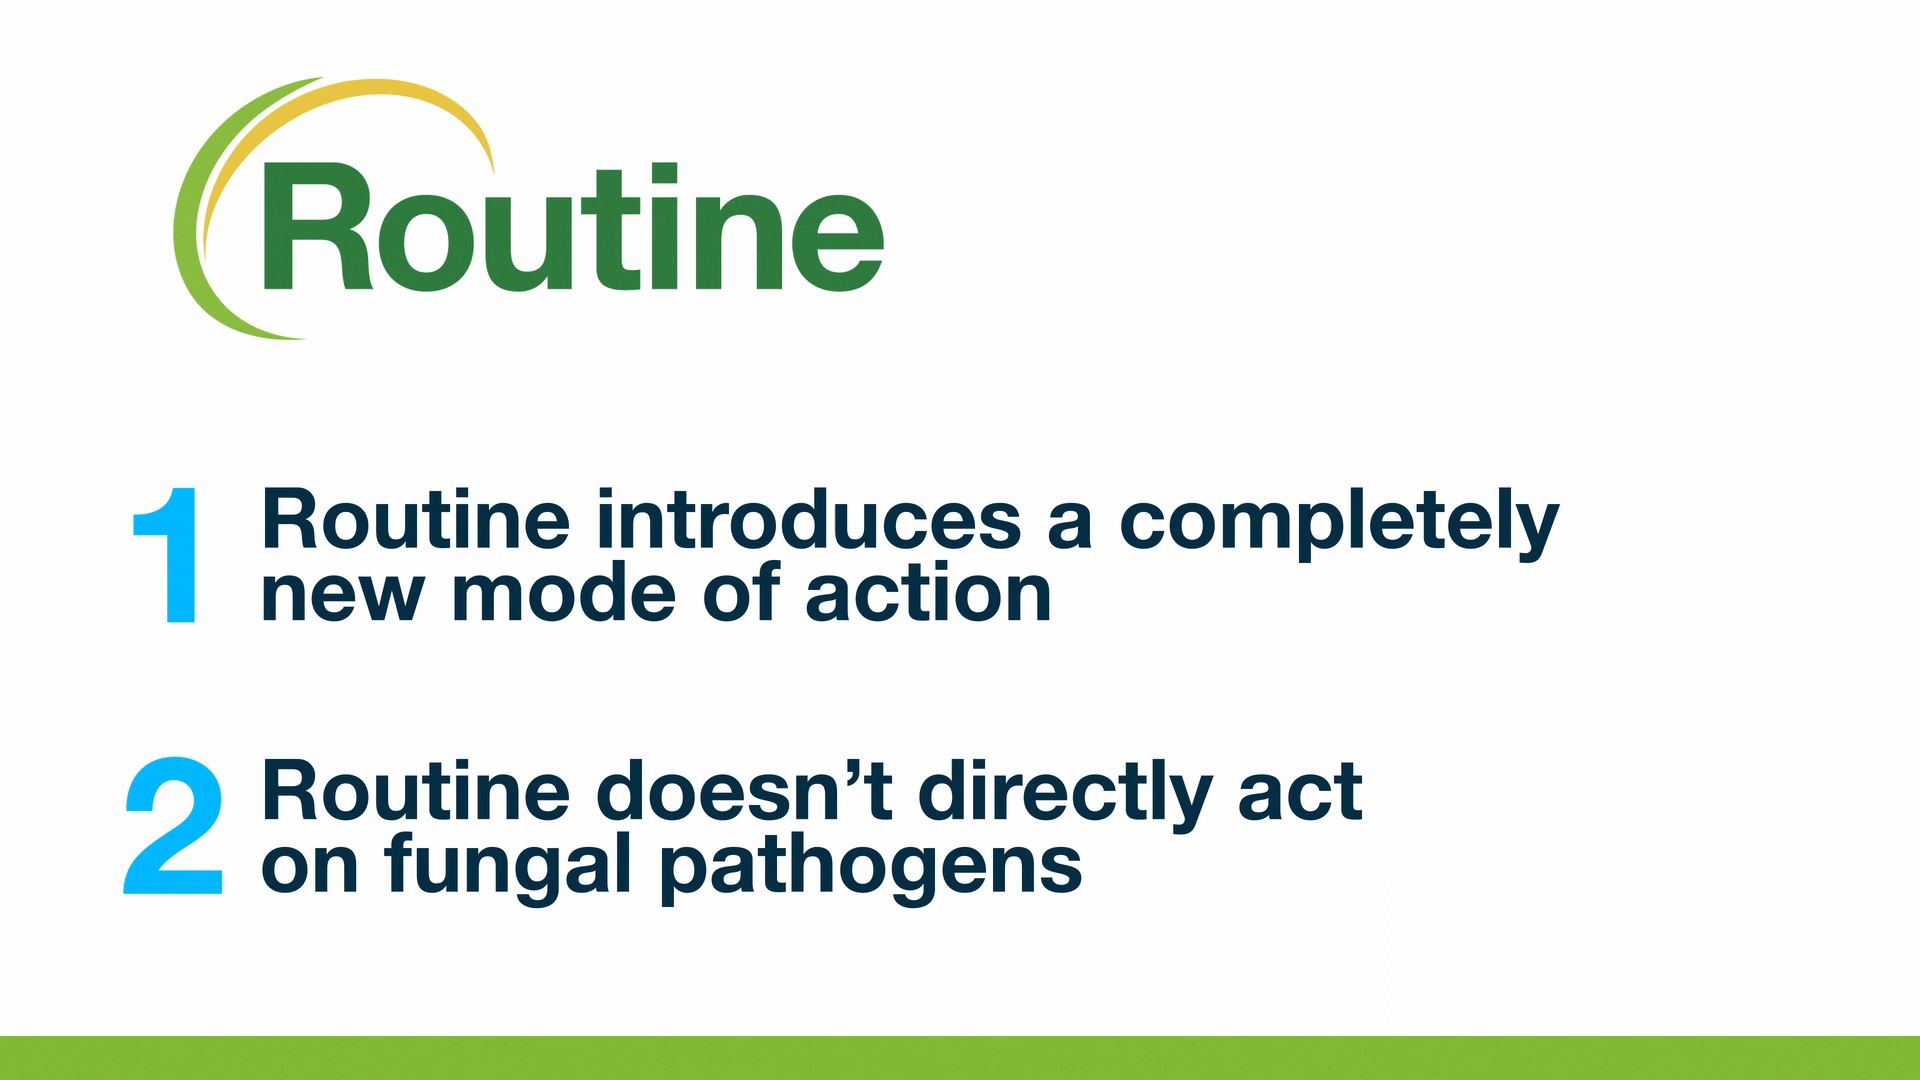 Routine
1 Routine introduces a completely
new mode of action
2 Routine doesn’t directly act
on fungal pathogens